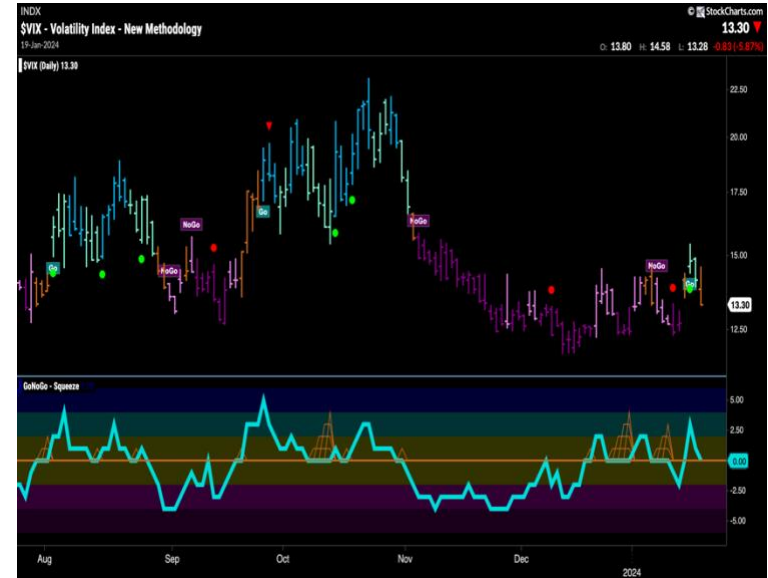 INDX
© StockCharts.com
$VIX - Volatility Index - New Methodology
13.30
19-Jan-2024
O: 13.80 H: 14.58 L: 13.28 -0.83 (-5.87%)
$VIX (Daily) 13.30
22.50
20.00
17.50
NoGo
Go
NoGo
Go
NoGo
15.00
NoGo
Go
13.30
12.50
GoNoGo - Squeeze
5.00
2.50
0.00
-2.50
-5.00
Aug Sep Oct Nov Dec 2024